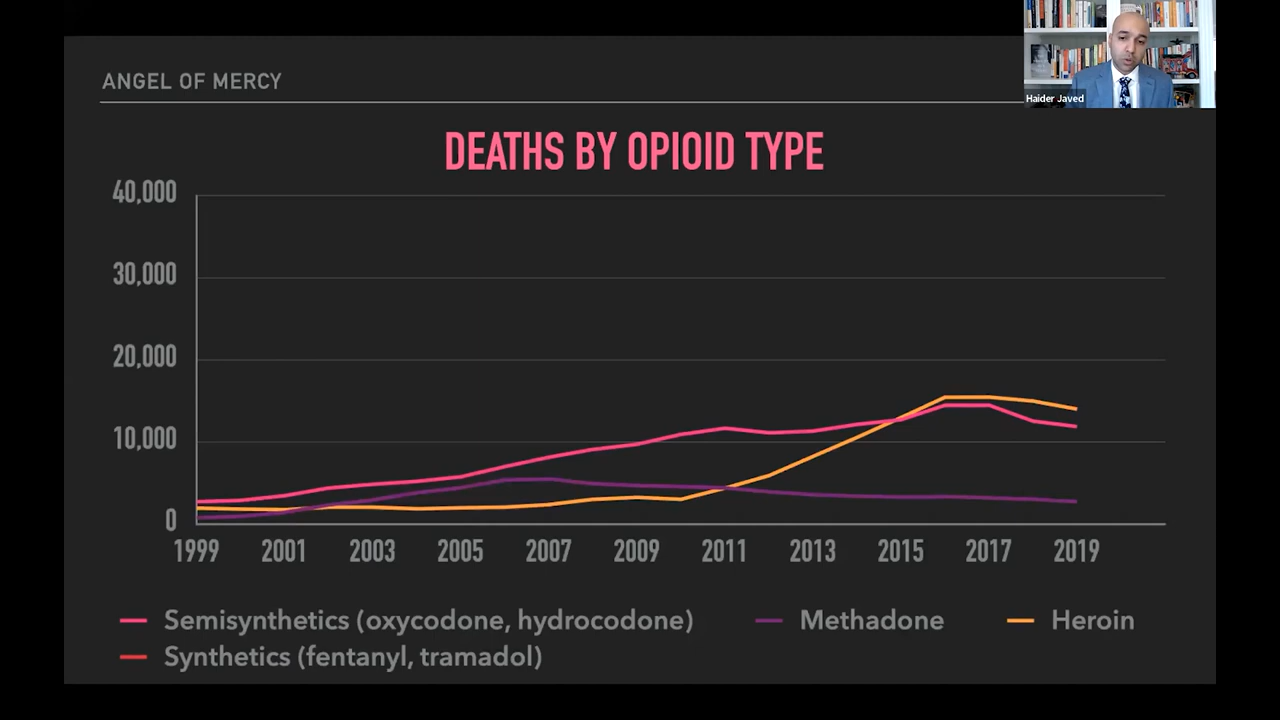 Haider Javed
ANGEL OF MERCY
DEATHS BY OPIOID TYPE
40,000
30,000
20,000
10,000
0
1999 2001 2003 2005 2007 2009 2011 2013 2015 2017 2019
Semisynthetics (oxycodone, hydrocodone) Methadone Heroin
Synthetics (fentanyl, tramadol)